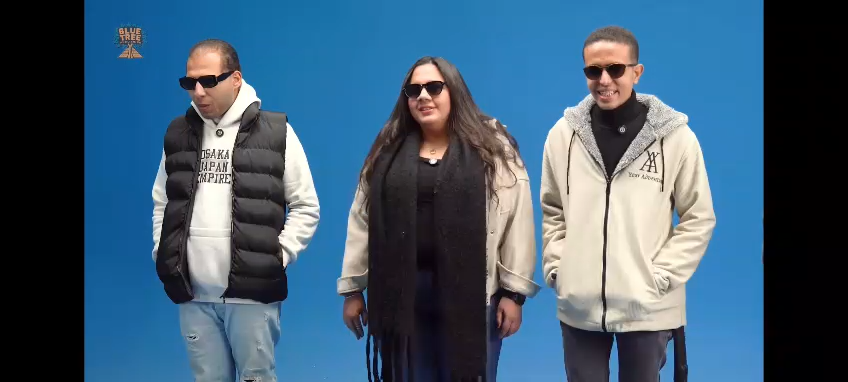 BLUE
TREE
OSAKA
JAPAN
EMPIRE